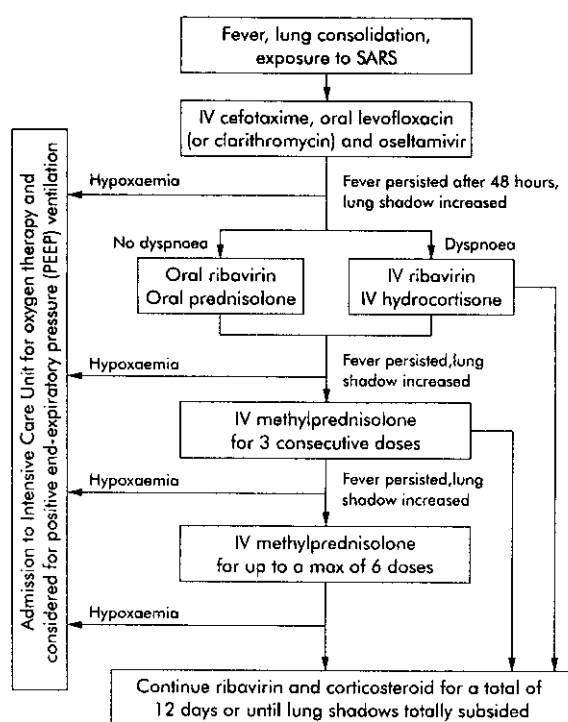 Fever, lung consolidation,
exposure to SARS
IV cefotaxime, oral levofloxacin
(or clarithromycin) and oseltamivir
Hypoxaemia
Fever persisted after 48 hours,
lung shadow increased
No dyspnoea
Dyspnoea
Oral ribavirin
Oral prednisolone
IV ribavirin
IV hydrocortisone
Hypoxaemia
Fever persisted,lung
shadow increased
IV methylprednisolone
for 3 consecutive doses
Hypoxaemia
Fever persisted,lung
shadow increased
IV methylprednisolone
for up to a max of 6 doses
Hypoxaemia
Continue ribavirin and corticosteroid for a total of
12 days or until lung shadows totally subsided
Admission to Intensive Care Unit for oxygen therapy and
considered for positive end-expiratory pressure (PEEP) ventilation